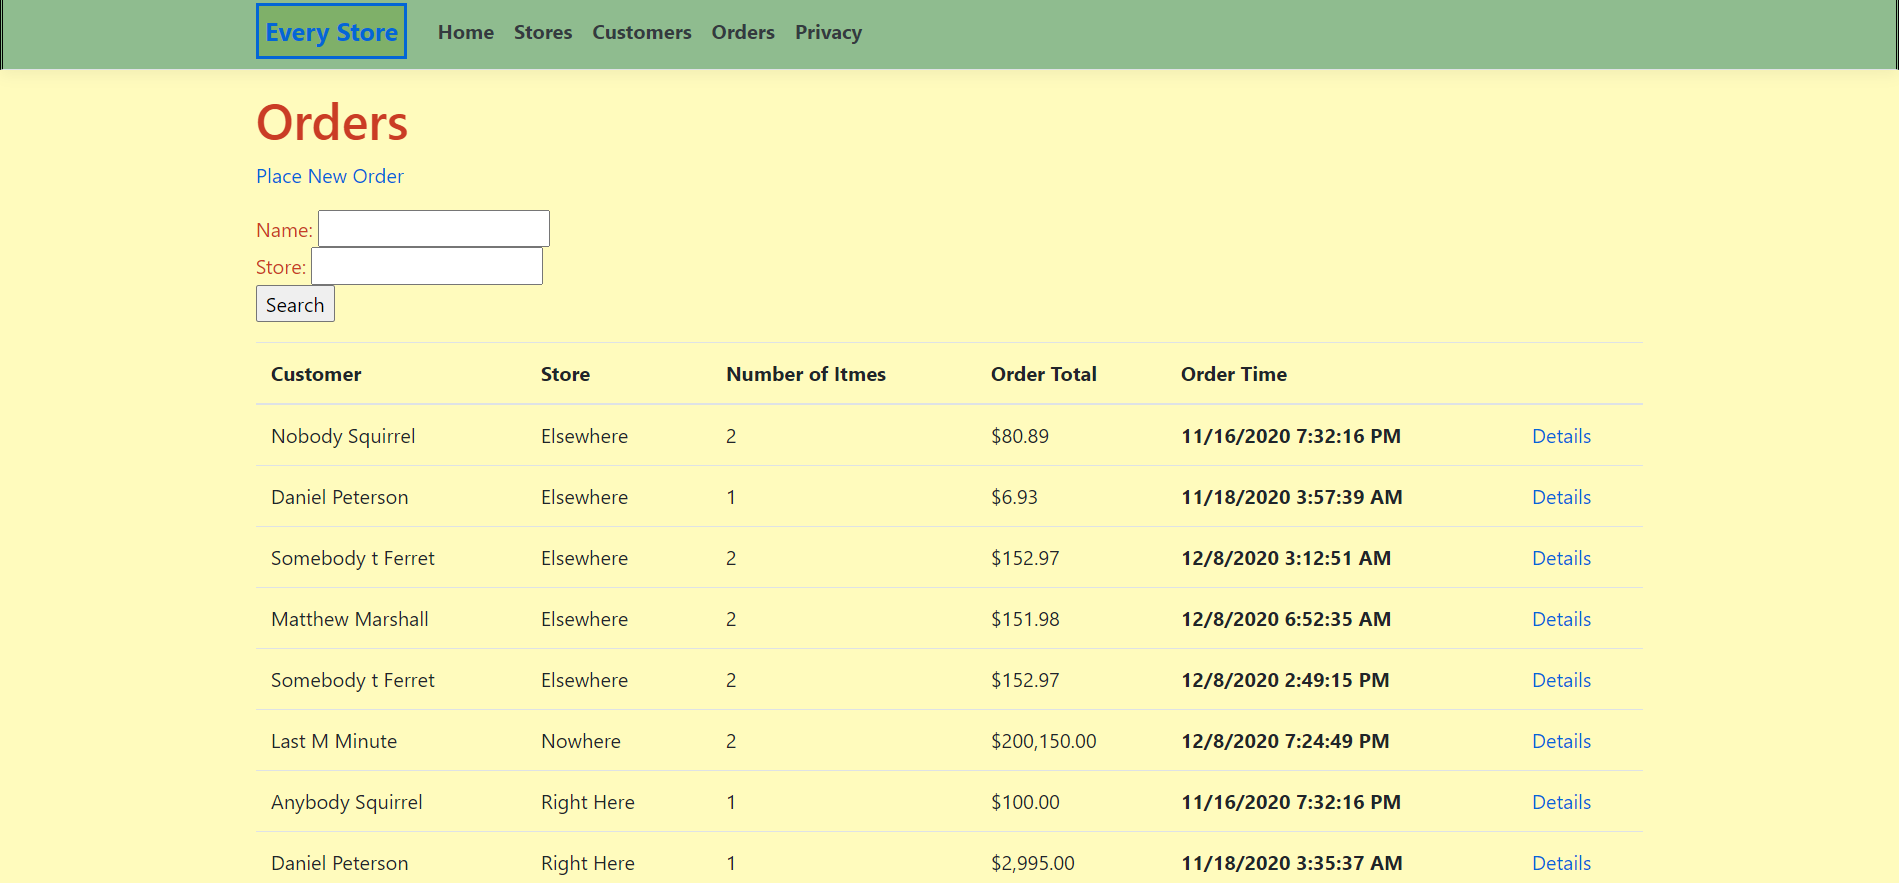 Every Store Home Stores Customers Orders Privacy
Orders
Place New Order
Name:
Store:
Search
Customer Store Number of Itmes Order Total Order Time
Nobody Squirrel Elsewhere 2 $80.89 11/16/2020 7:32:16 PM Details
Daniel Peterson Elsewhere 1 $6.93 11/18/2020 3:57:39 AM Details
Somebody t Ferret Elsewhere 2 $152.97 12/8/2020 3:12:51 AM Details
Matthew Marshall Elsewhere 2 $151.98 12/8/2020 6:52:35 AM Details
Somebody t Ferret Elsewhere 2 $152.97 12/8/2020 2:49:15 PM Details
Last M Minute Nowhere 2 $200,150.00 12/8/2020 7:24:49 PM Details
Anybody Squirrel Right Here 1 $100.00 11/16/2020 7:32:16 PM Details
Daniel Peterson Right Here 1 $2,995.00 11/18/2020 3:35:37 AM Details